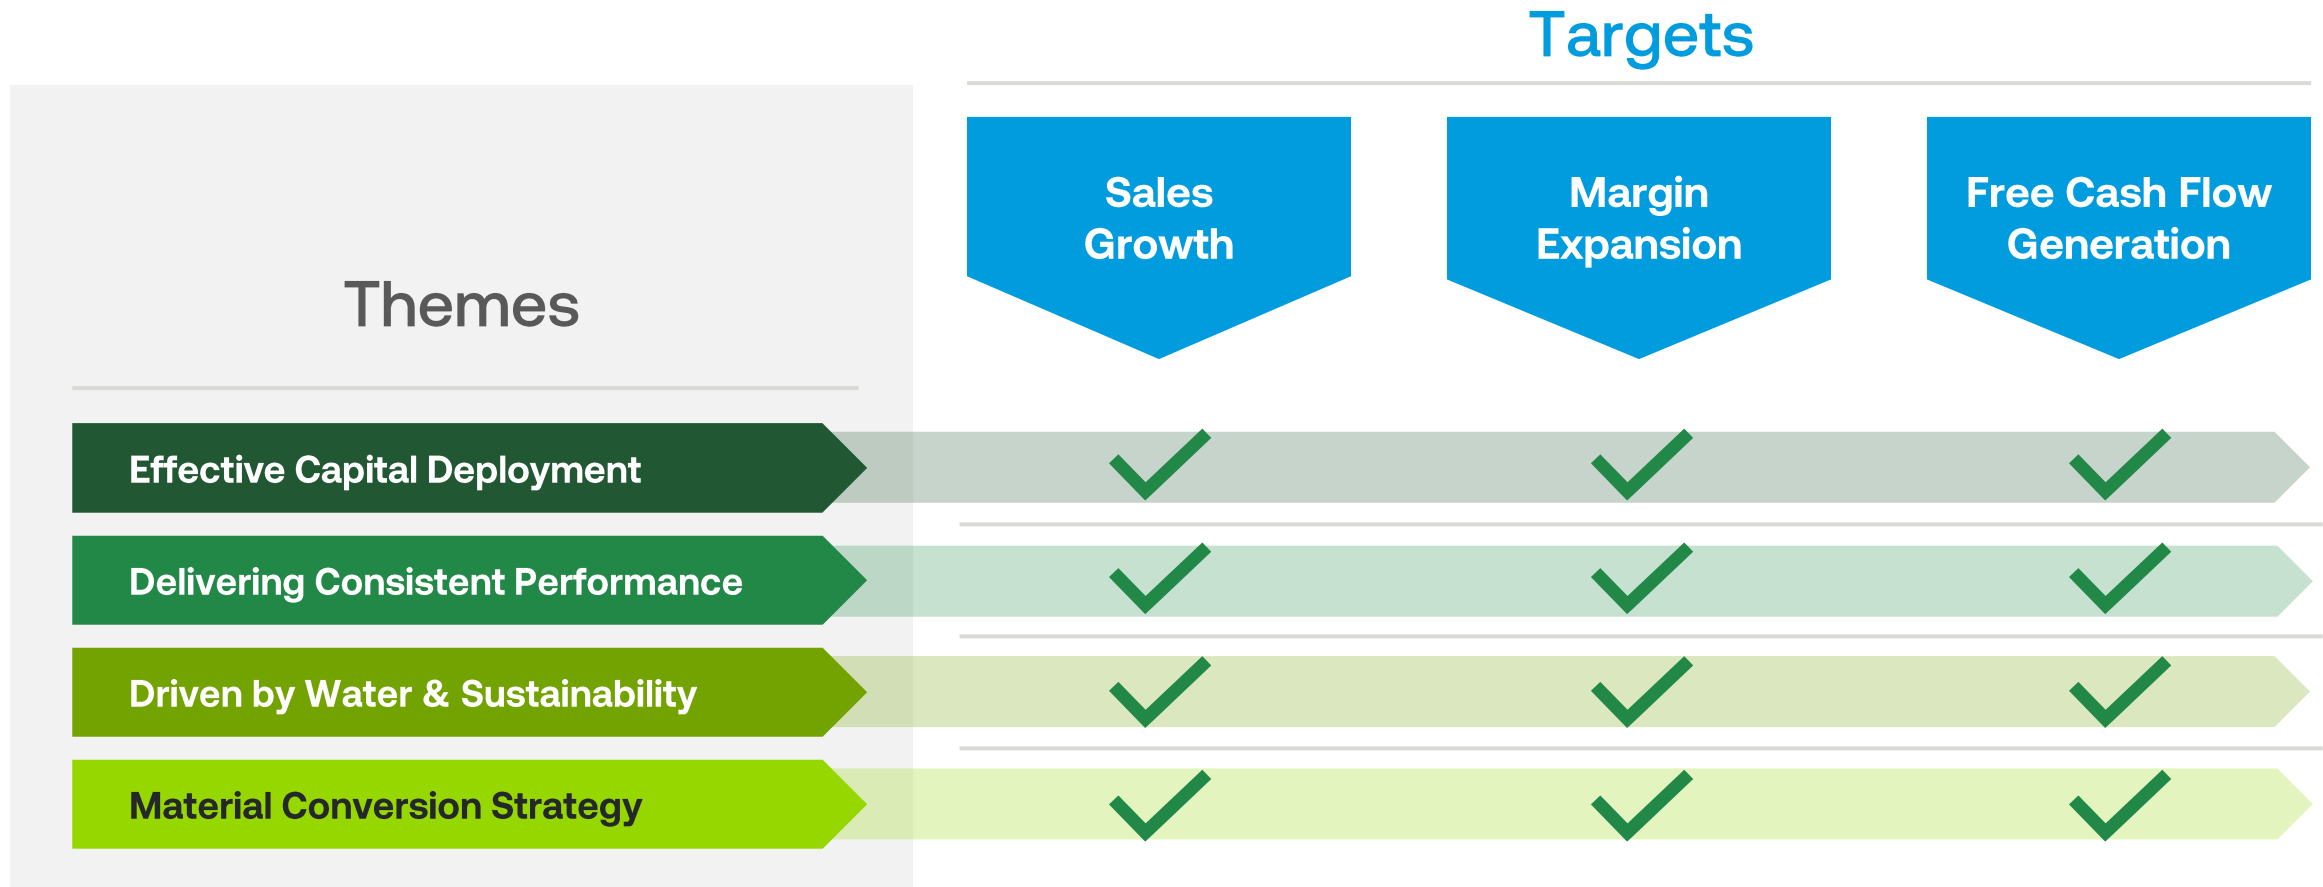 Targets
Sales
Growth
Margin
Expansion
Free Cash Flow
Generation
Themes
Effective Capital Deployment
Delivering Consistent Performance
Driven by Water & Sustainability
Material Conversion Strategy